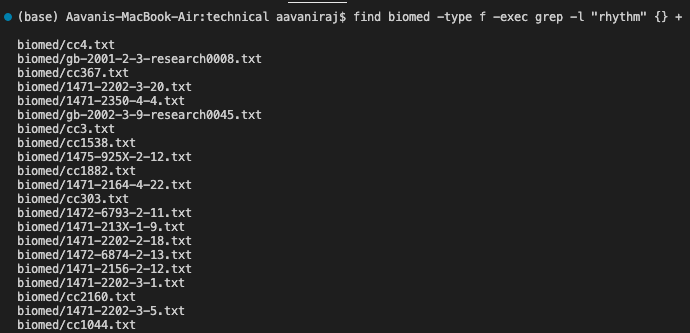 (base) Aavanis-MacBook-Air:technical aavaniraj$ find biomed -type f -exec grep -l "rhythm" {} +
biomed/cc4.txt
biomed/gb-2001-2-3-research0008.txt
biomed/cc367.txt
biomed/1471-2202-3-20.txt
biomed/1471-2350-4-4.txt
biomed/gb-2002-3-9-research0045.txt
biomed/cc3.txt
biomed/cc1538.txt
biomed/1475-925X-2-12.txt
biomed/cc1882.txt
biomed/1471-2164-4-22.txt
biomed/cc303.txt
biomed/1472-6793-2-11.txt
biomed/1471-213X-1-9.txt
biomed/1471-2202-2-18.txt
biomed/1472-6874-2-13.txt
biomed/1471-2156-2-12.txt
biomed/1471-2202-3-1.txt
biomed/cc2160.txt
biomed/1471-2202-3-5.txt
biomed/cc1044.txt